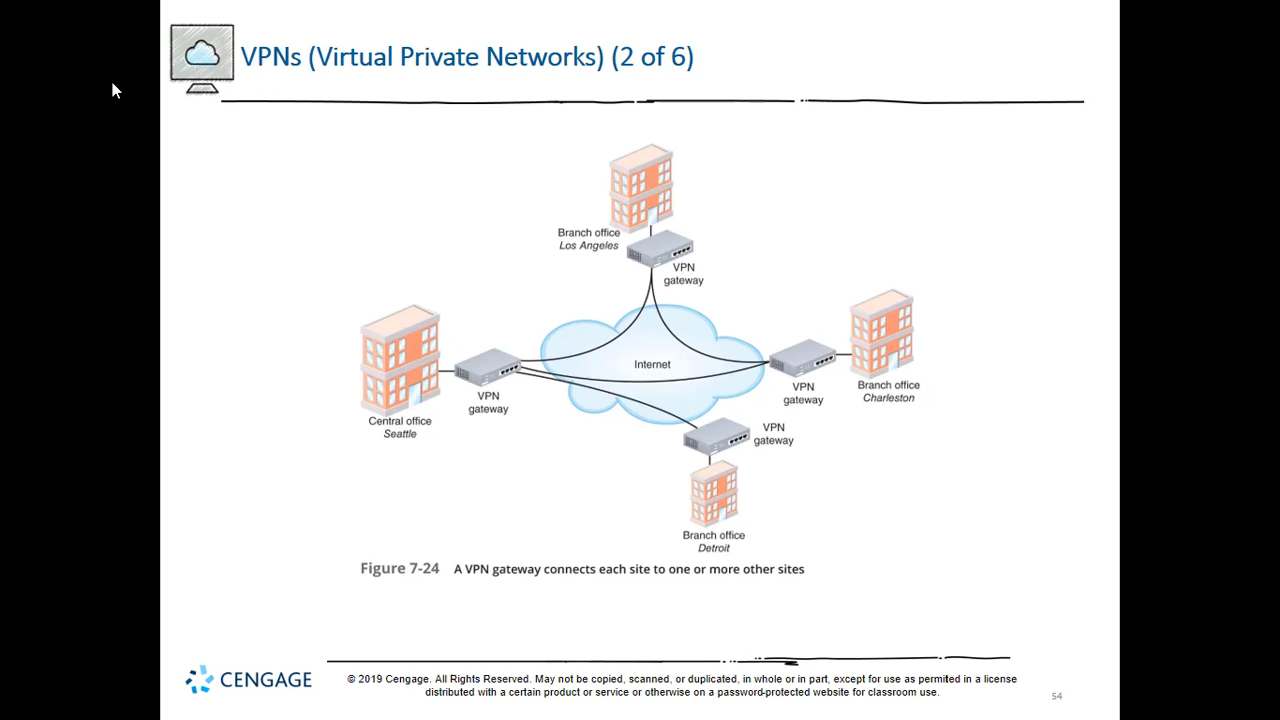 VPNs (Virtual Private Networks) (2 of 6)
Branch office
Los Angeles
VPN
gateway
Internet
VPN
gateway
Central office
Seattle
VPN
gateway
Branch office
Charleston
VPN
gateway
Branch office
Detroit
Figure 7-24 A VPN gateway connects each site to one or more other sites
CENGAGE
© 2019 Cengage. All Rights Reserved. May not be copied, scanned, or duplicated, in whole or in part, except for use as permitted in a license
distributed with a certain product or service or otherwise on a password-protected website for classroom use.
54